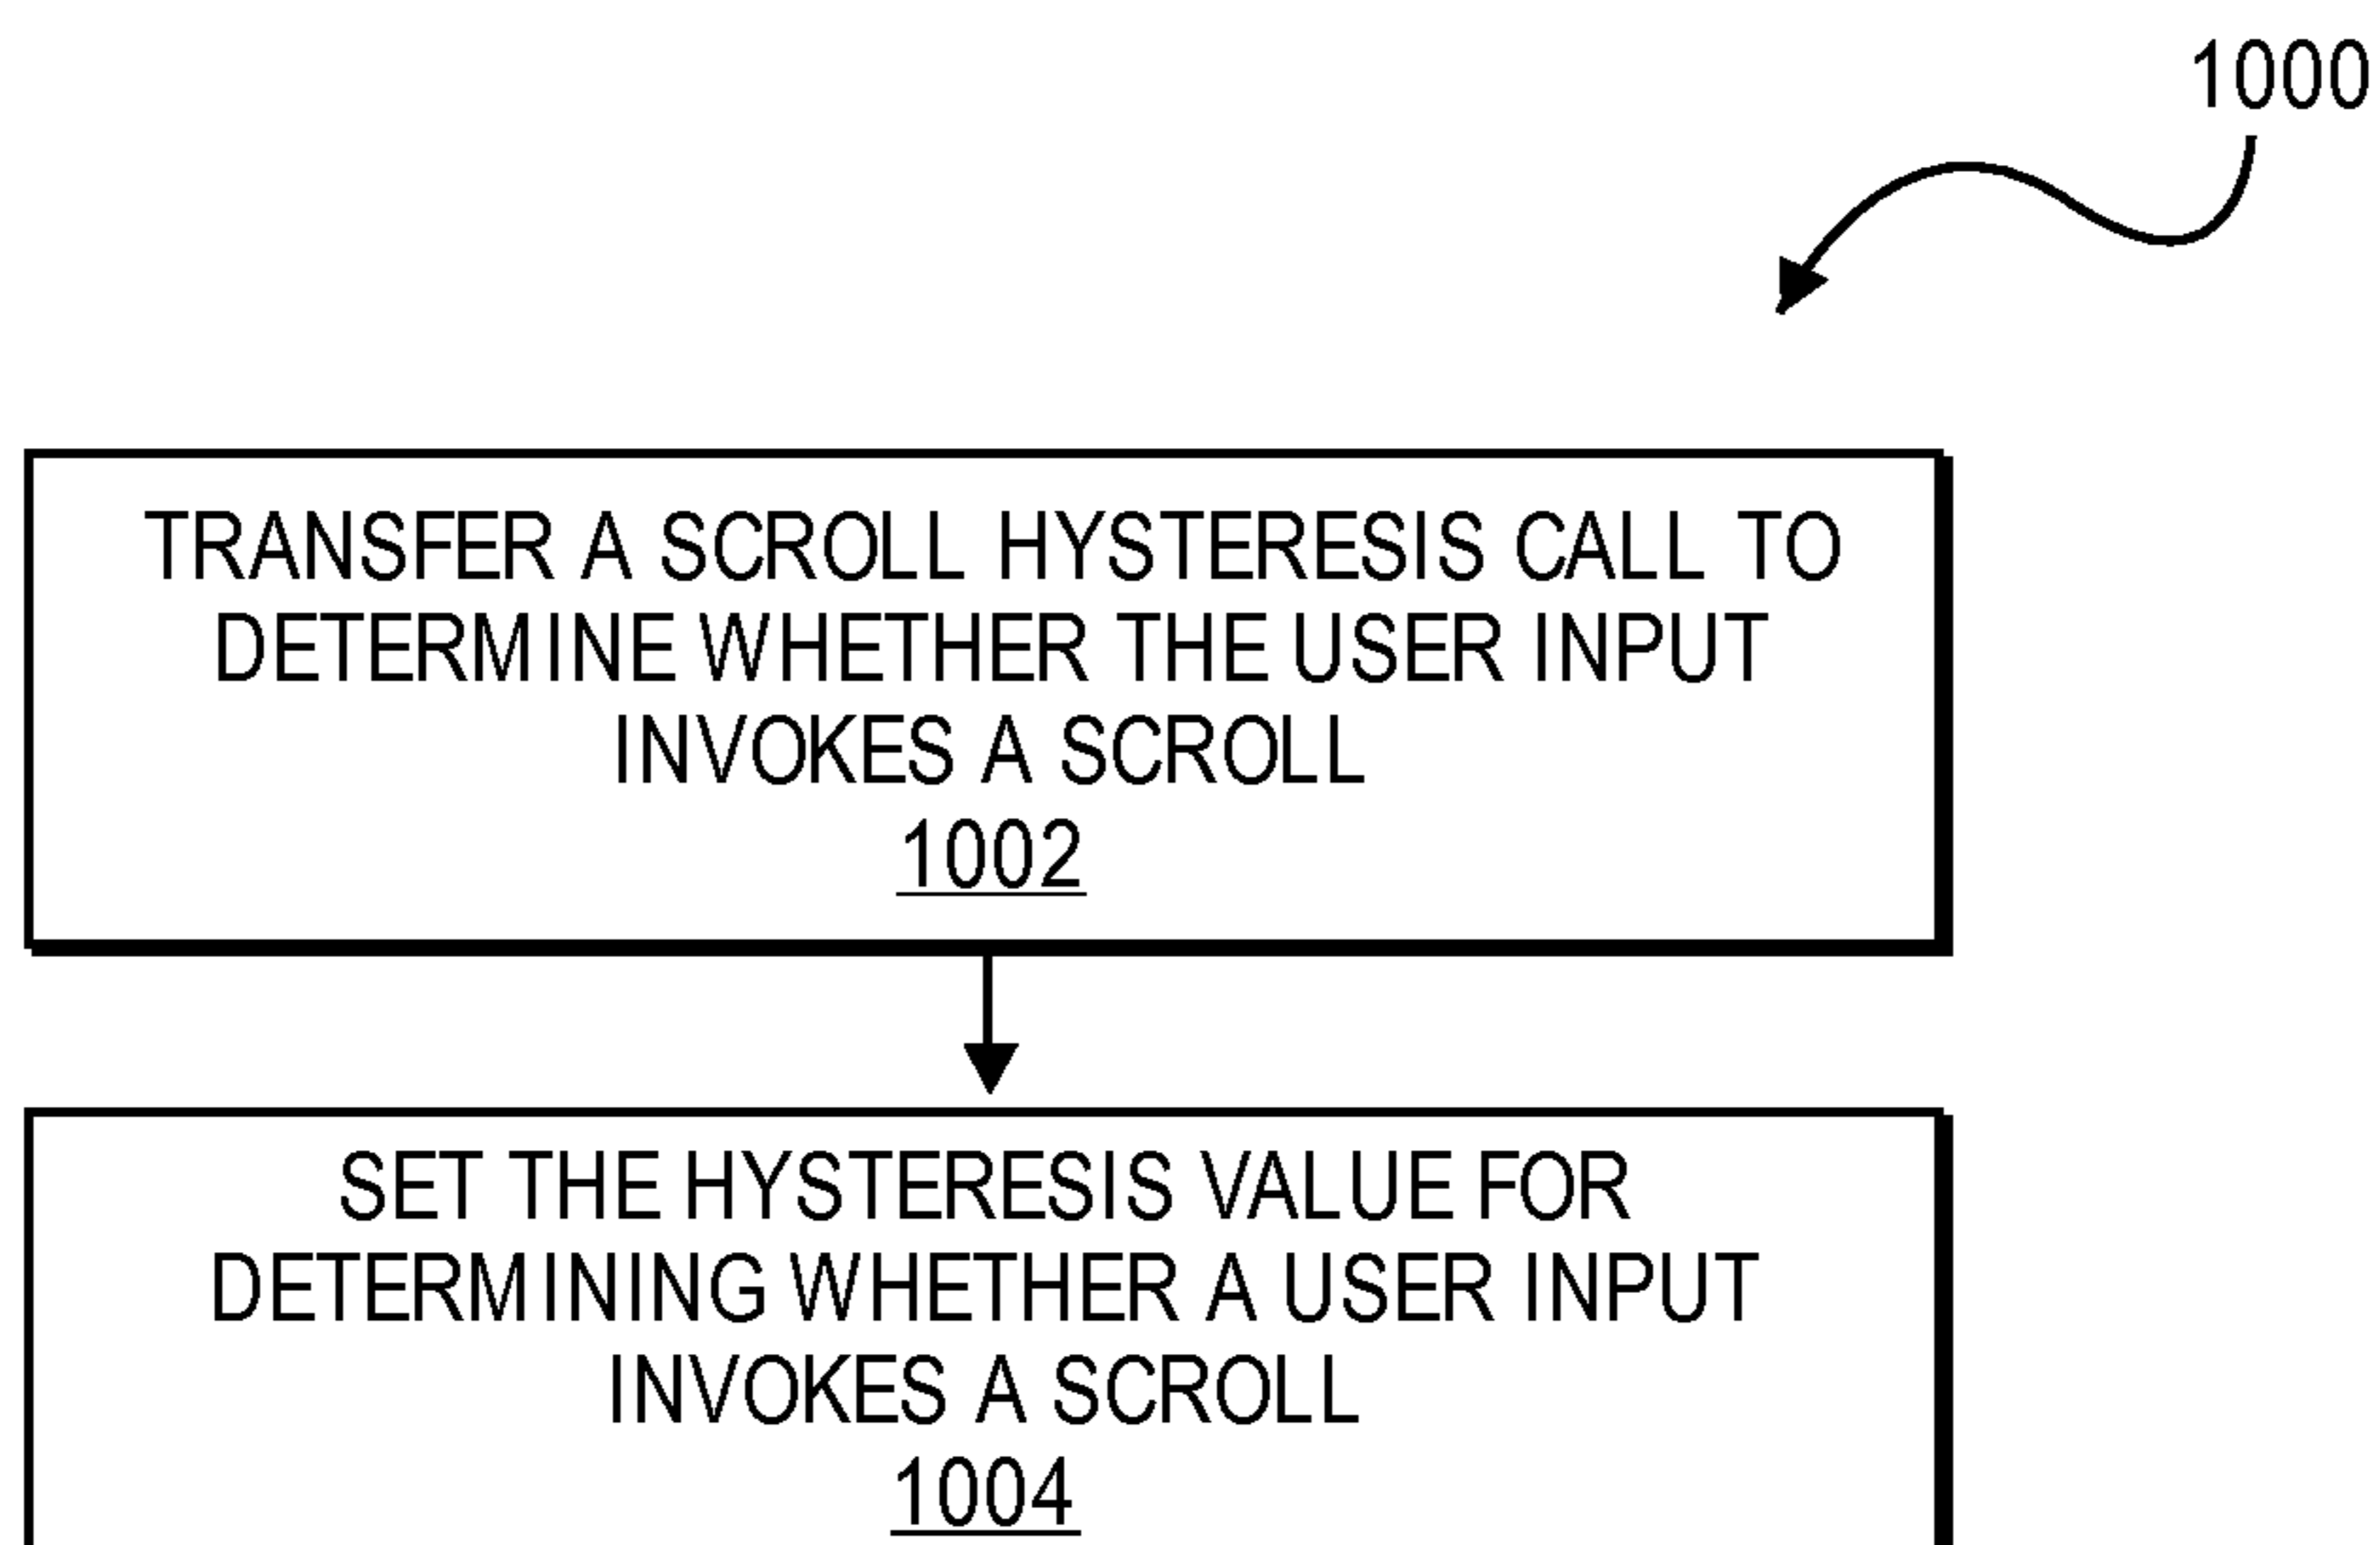 1000
TRANSFER A SCROLL HYSTERESIS CALL TO
DETERMINE WHETHER THE USER INPUT
INVOKES A SCROLL
1002
SET THE HYSTERESIS VALUE FOR
DETERMINING WHETHER A USER INPUT
INVOKES A SCROLL
1004